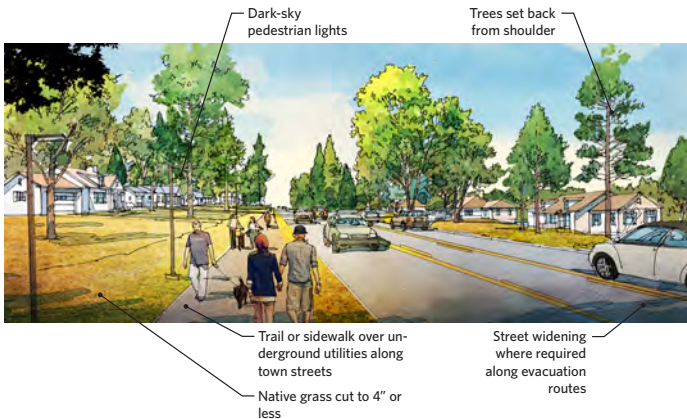 Dark-sky
pedestrian lights
Trees set back
from shoulder
Trail or sidewalk over un-
derground utilities along
town streets
Native grass cut to 4” or
less
Street widening
where required
along evacuation
routes